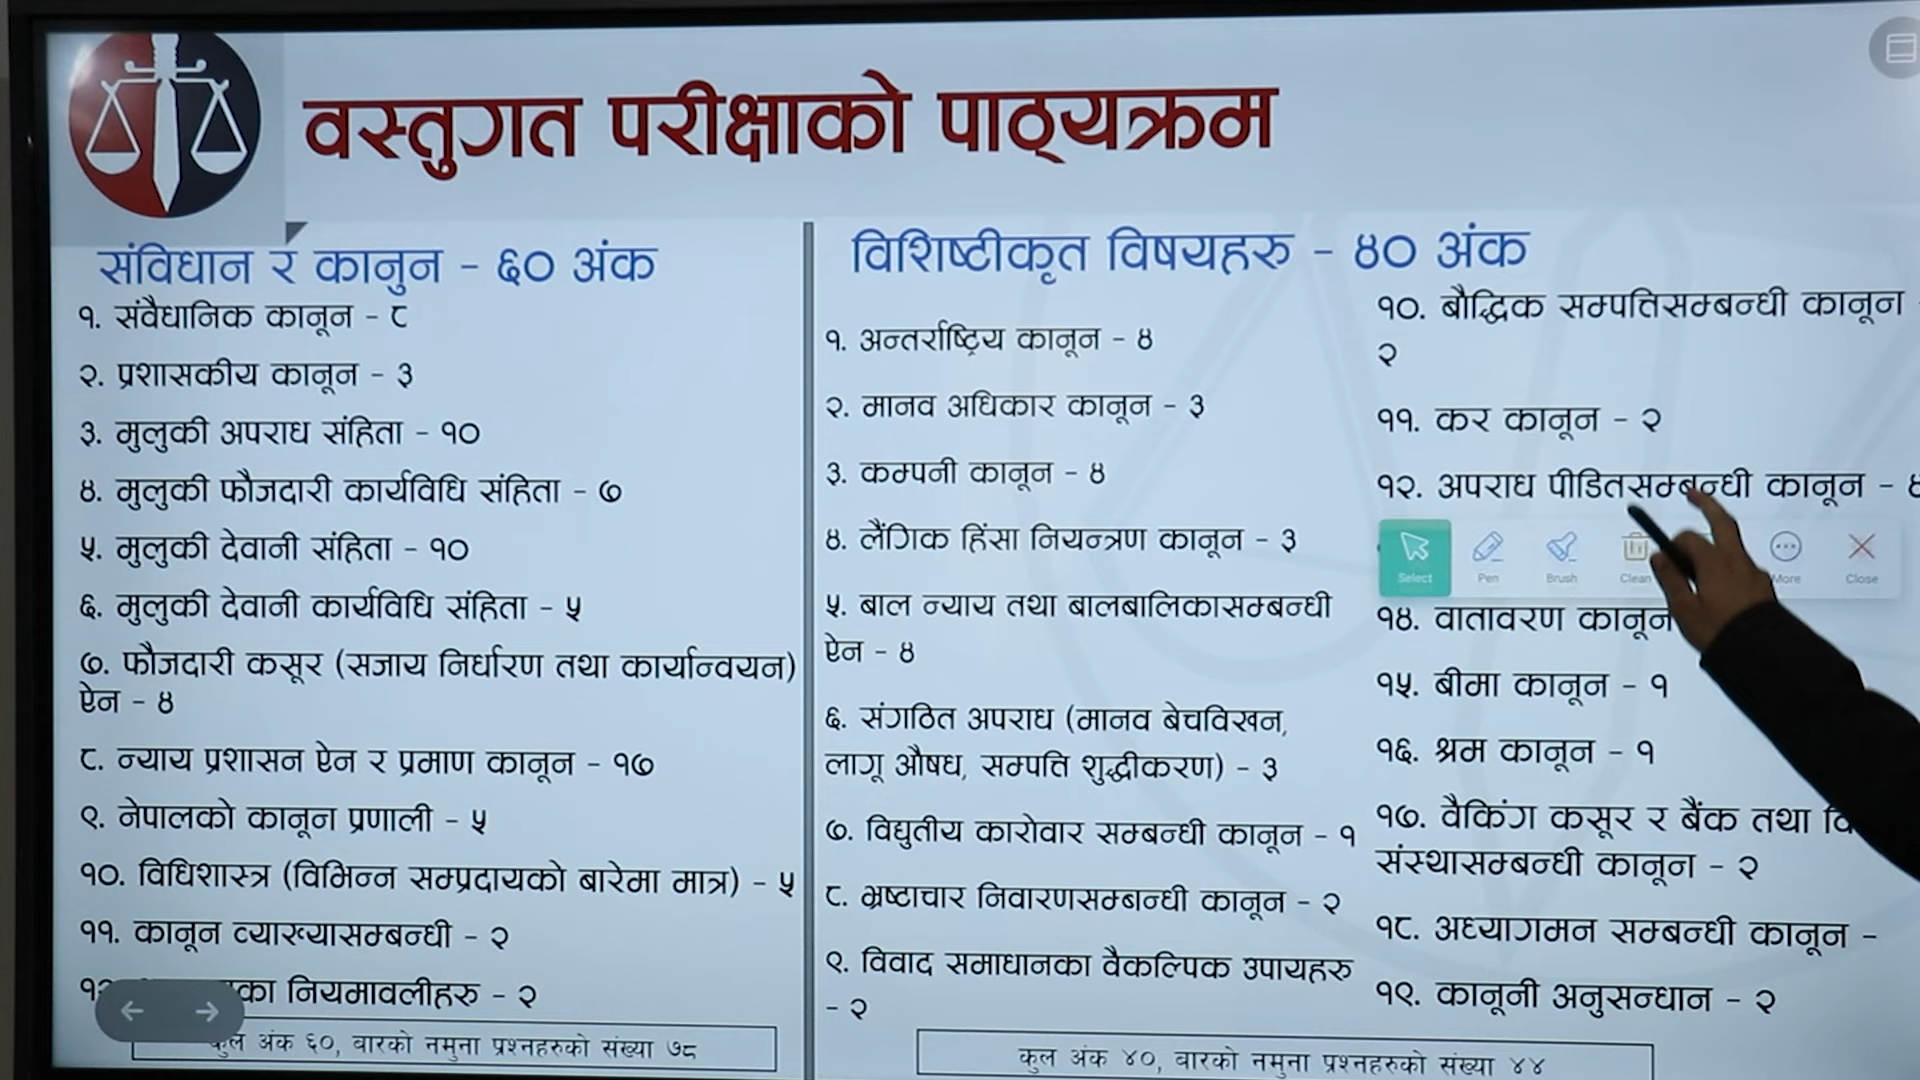 वस्तुगत परीक्षाको पाठ्यक्रम
संविधान र कानुन - ६० अंक
१. संवैधानिक कानून - ८
२. प्रशासकीय कानून - ३
३. मुलुकी अपराध संहिता - १०
४. मुलुकी फौजदारी कार्यविधि संहिता - ७
५. मुलुकी देवानी संहिता - १०
६. मुलुकी देवानी कार्यविधि संहिता - ५
७. फौजदारी कसूर (सजाय निर्धारण तथा कार्यान्वयन)
ऐन - ४
८. न्याय प्रशासन ऐन र प्रमाण कानून - १७
९. नेपालको कानून प्रणाली - ५
१०. विधिशास्त्र (विभिन्न सम्प्रदायको बारेमा मात्र) - ५
११. कानून व्याख्यासम्बन्धी - २
नियमावलीहरु - २
कुल अंक ६०, बारको नमुना प्रश्नहरुको संख्या ७८
विशिष्टीकृत विषयहरु - ४० अंक
१. अन्तर्राष्ट्रिय कानून - ४
२. मानव अधिकार कानून - ३
३. कम्पनी कानून - ४
४. लैंगिक हिंसा नियन्त्रण कानून - ३
५. बाल न्याय तथा बालबालिकासम्बन्धी
ऐन - ४
६. संगठित अपराध (मानव बेचविखन,
लागू औषध, सम्पत्ति शुद्धीकरण) - ३
७. विद्युतीय कारोवार सम्बन्धी कानून - १
८. भ्रष्टाचार निवारणसम्बन्धी कानून - २
९. विवाद समाधानका वैकल्पिक उपायहरु
- २
१०. बौद्धिक सम्पत्तिसम्बन्धी कानून -
२
११. कर कानून - २
१२. अपराध पीडितसम्बन्धी कानून - ४
Select Pen Brush Clean More Close
१४. वातावरण कानून
१५. बीमा कानून - १
१६. श्रम कानून - १
१७. वैकिंग कसूर र बैंक तथा
संस्थासम्बन्धी कानून - २
१८. अध्यागमन सम्बन्धी कानून -
१९. कानूनी अनुसन्धान - २
कुल अंक ४०, बारको नमुना प्रश्नहरुको संख्या ४४